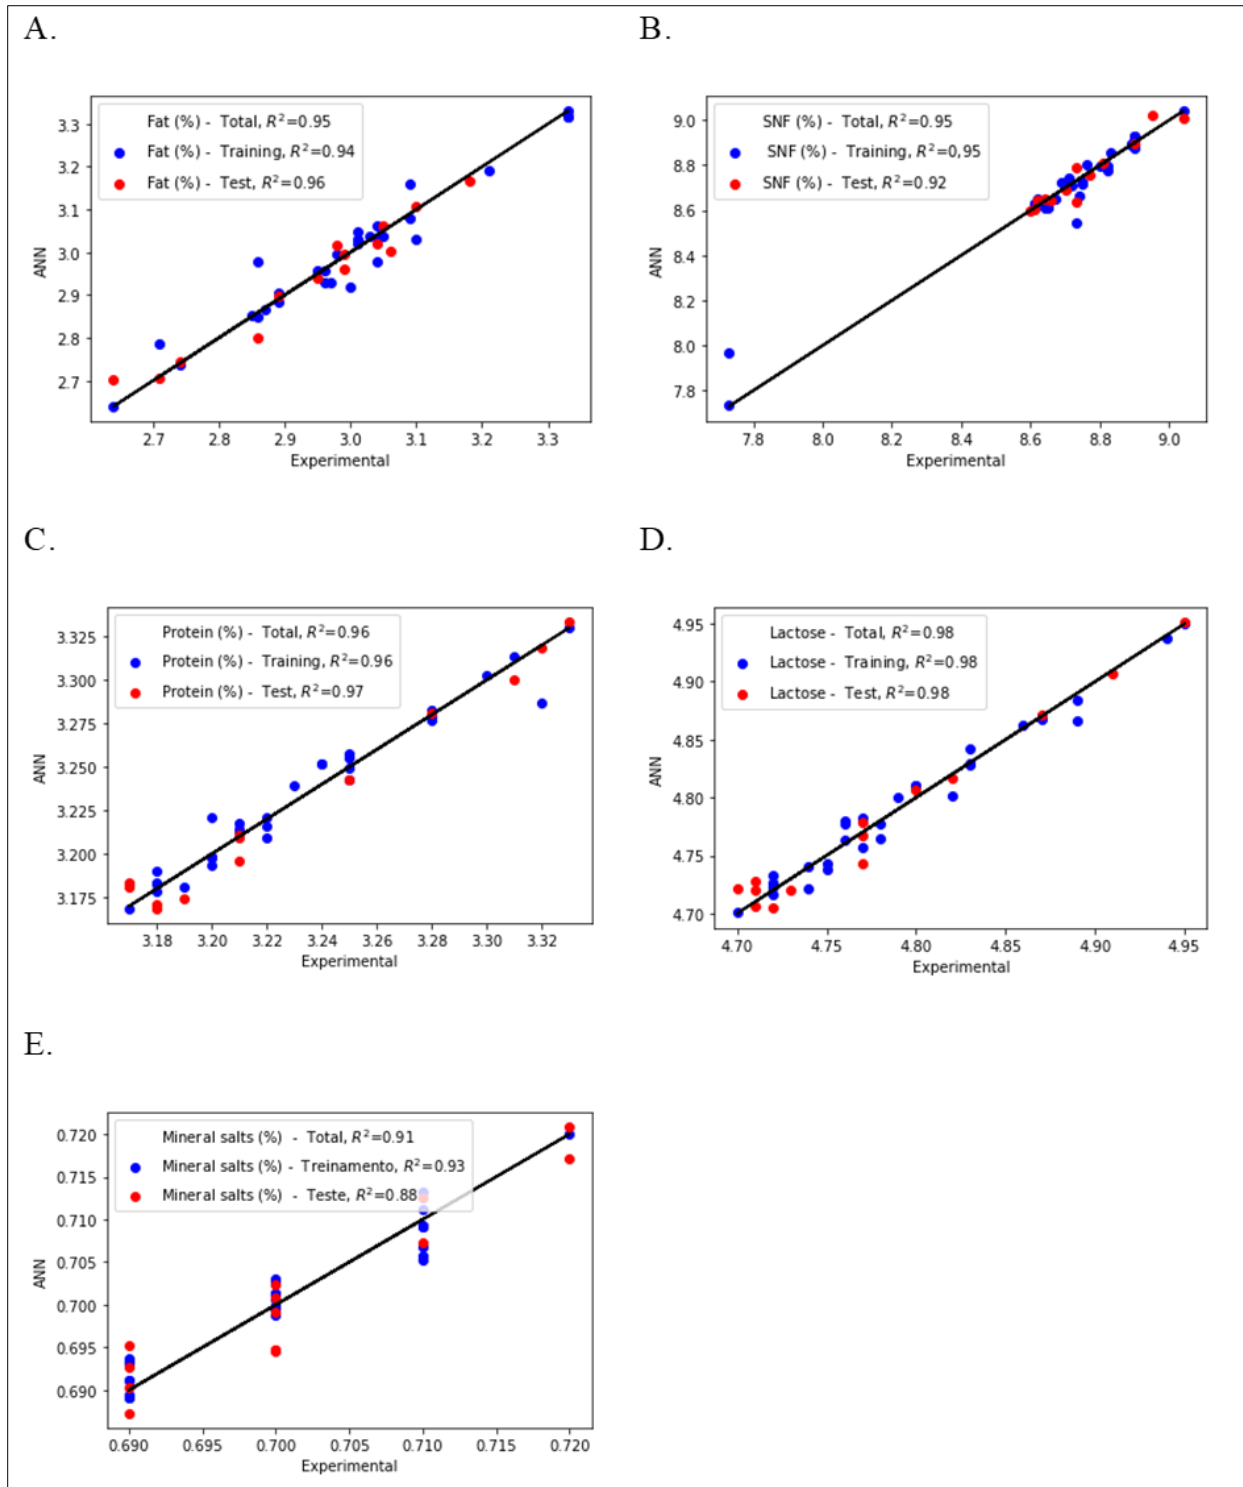 A.
Fat (%) - Total, R²=0.95
Fat (%) - Training, R²=0.94
Fat (%) - Test, R²=0.96
3.3
3.2
3.1
3.0
2.9
2.8
2.7
ANN
2.7 2.8 2.9 3.0 3.1 3.2 3.3
Experimental
B.
SNF (%) - Total, R²=0.95
SNF (%) - Training, R²=0,95
SNF (%) - Test, R²=0.92
9.0
8.8
8.6
8.4
8.2
8.0
7.8
ANN
7.8 8.0 8.2 8.4 8.6 8.8 9.0
Experimental
C.
Protein (%) - Total, R²=0.96
Protein (%) - Training, R²=0.96
Protein (%) - Test, R²=0.97
3.325
3.300
3.275
3.250
3.225
3.200
3.175
ANN
3.18 3.20 3.22 3.24 3.26 3.28 3.30 3.32
Experimental
D.
Lactose - Total, R²=0.98
Lactose - Training, R²=0.98
Lactose - Test, R²=0.98
4.95
4.90
4.85
4.80
4.75
4.70
ANN
4.70 4.75 4.80 4.85 4.90 4.95
Experimental
E.
Mineral salts (%) - Total, R²=0.91
Mineral salts (%) - Treinamento, R²=0.93
Mineral salts (%) - Teste, R²=0.88
0.720
0.715
0.710
0.705
0.700
0.695
0.690
ANN
0.690 0.695 0.700 0.705 0.710 0.715 0.720
Experimental